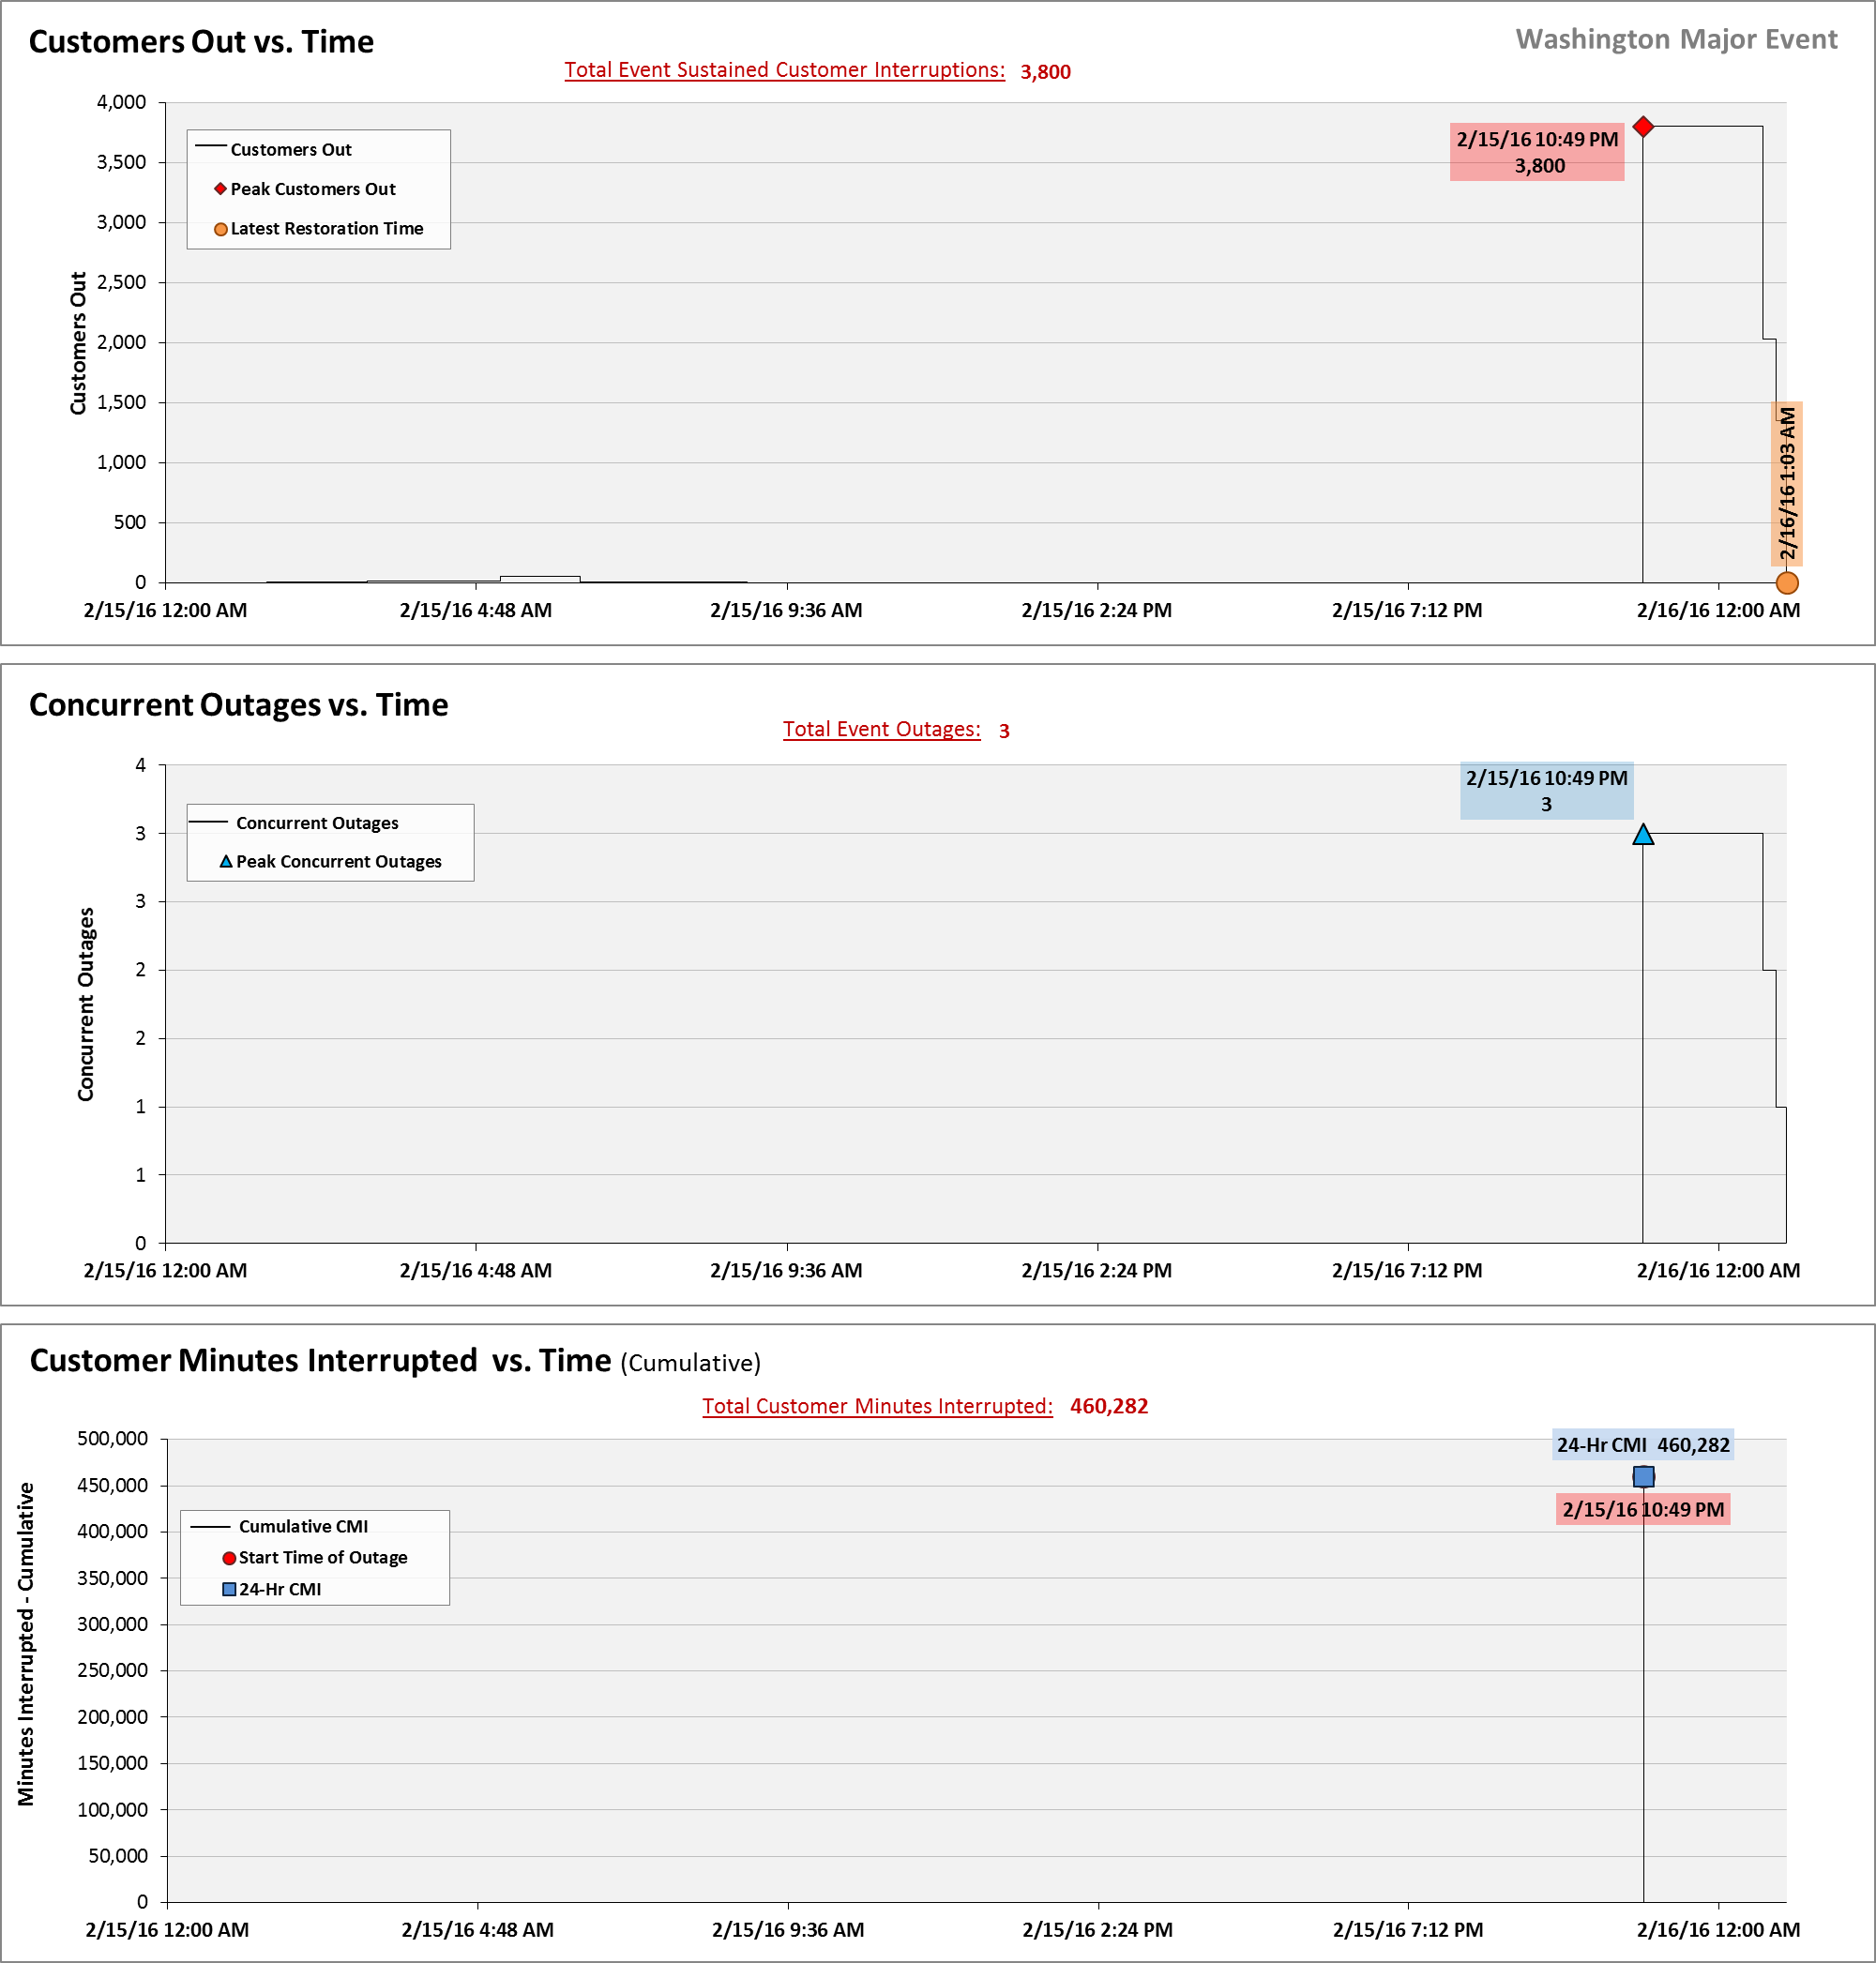 Customers Out vs. Time
Washington Major Event
Total Event Sustained Customer Interruptions: 3,800
4,000
3,500
3,000
2,500
2,000
1,500
1,000
500
0
Customers Out
Customers Out
Peak Customers Out
Latest Restoration Time
2/15/16 10:49 PM
3,800
2/16/16 1:03 AM
2/15/16 12:00 AM
2/15/16 4:48 AM
2/15/16 9:36 AM
2/15/16 2:24 PM
2/15/16 7:12 PM
2/16/16 12:00 AM
Concurrent Outages vs. Time
Total Event Outages: 3
4
3
3
2
2
1
1
0
Concurrent Outages
Concurrent Outages
Peak Concurrent Outages
2/15/16 10:49 PM
3
2/15/16 12:00 AM
2/15/16 4:48 AM
2/15/16 9:36 AM
2/15/16 2:24 PM
2/15/16 7:12 PM
2/16/16 12:00 AM
Customer Minutes Interrupted vs. Time (Cumulative)
Total Customer Minutes Interrupted: 460,282
500,000
450,000
400,000
350,000
300,000
250,000
200,000
150,000
100,000
50,000
0
Minutes Interrupted - Cumulative
Cumulative CMI
Start Time of Outage
24-Hr CMI
24-Hr CMI 460,282
2/15/16 10:49 PM
2/15/16 12:00 AM
2/15/16 4:48 AM
2/15/16 9:36 AM
2/15/16 2:24 PM
2/15/16 7:12 PM
2/16/16 12:00 AM